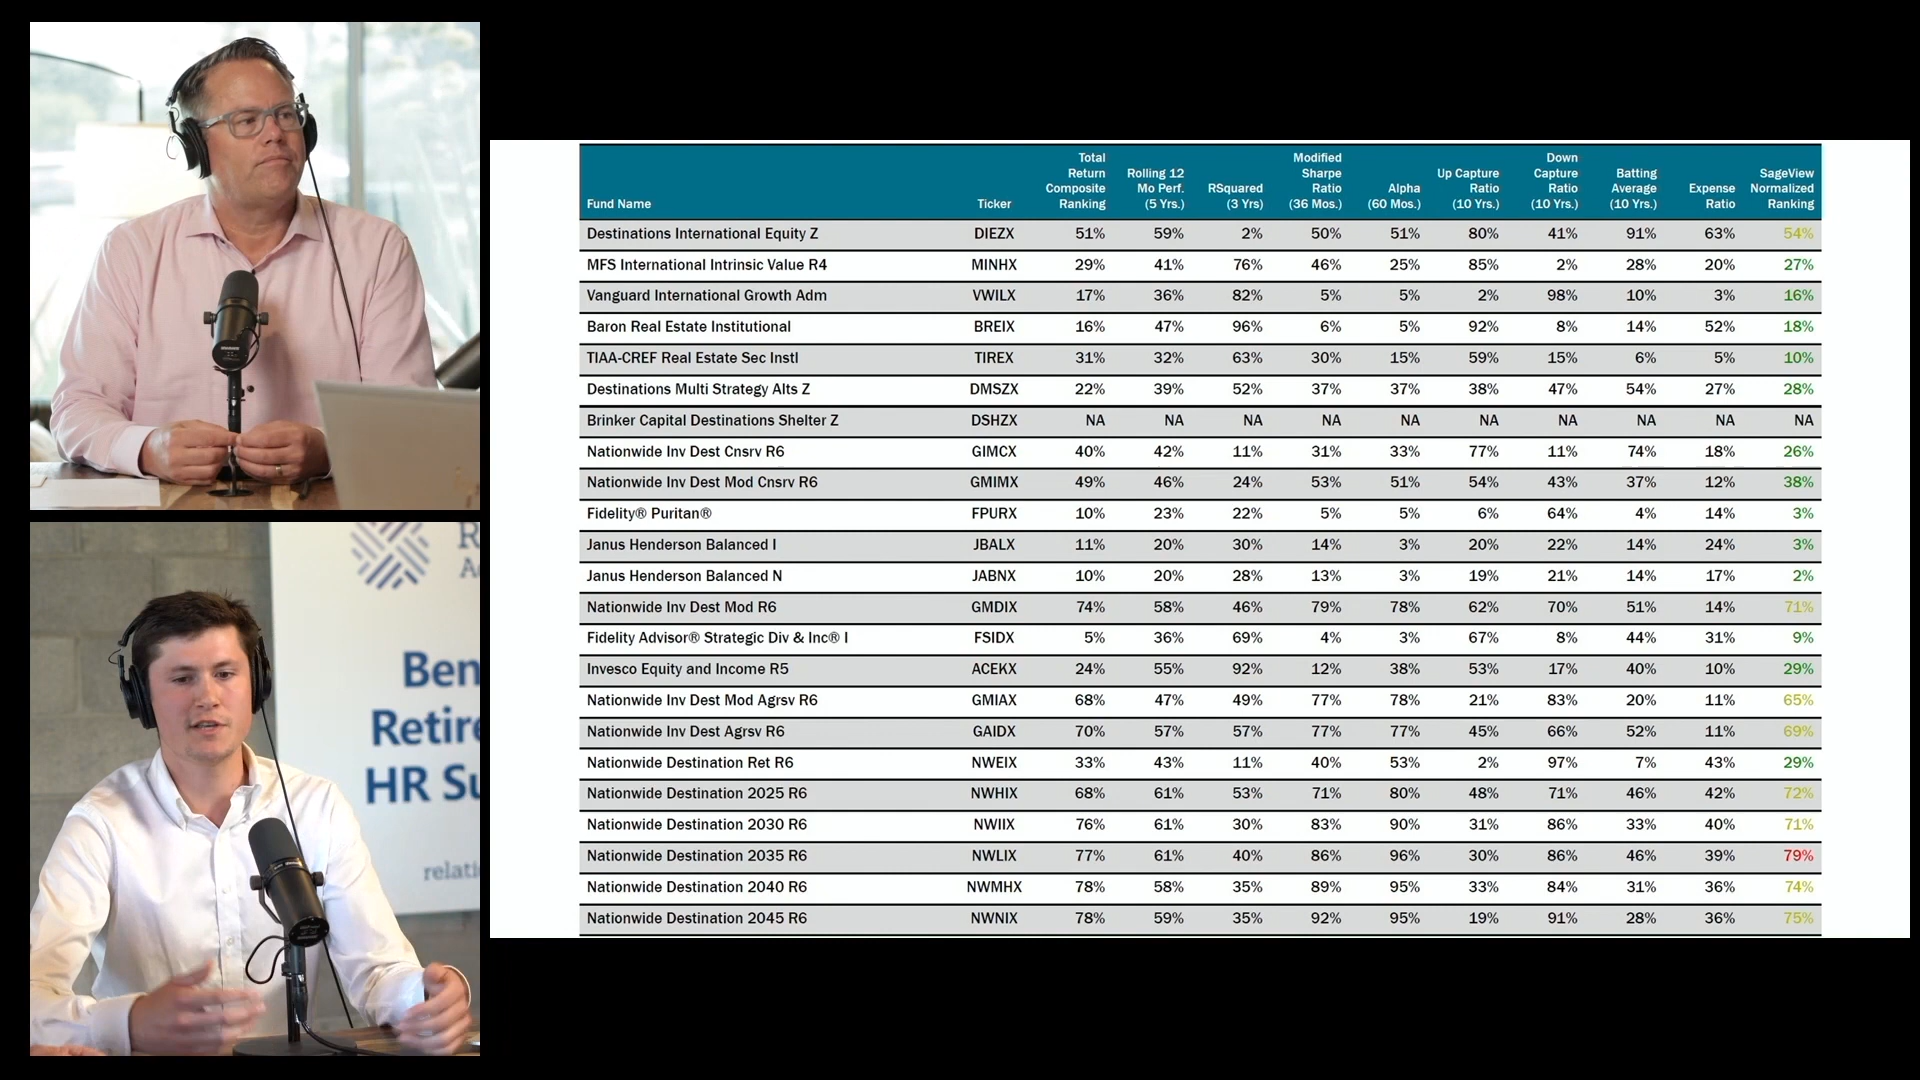 R
A
Ben
Retire
HR Su
relati
Fund Name Ticker Total Return Composite Ranking Rolling 12 Mo Perf. (5 Yrs.) RSquared (3 Yrs) Modified Sharpe Ratio (36 Mos.) Alpha (60 Mos.) Up Capture Ratio (10 Yrs.) Down Capture Ratio (10 Yrs.) Batting Average (10 Yrs.) Expense Ratio SageView Normalized Ranking
Destinations International Equity Z DIEZX 51% 59% 2% 50% 51% 80% 41% 91% 63% 54%
MFS International Intrinsic Value R4 MINHX 29% 41% 76% 46% 25% 85% 2% 28% 20% 27%
Vanguard International Growth Adm VWILX 17% 36% 82% 5% 5% 2% 98% 10% 3% 16%
Baron Real Estate Institutional BREIX 16% 47% 96% 6% 5% 92% 8% 14% 52% 18%
TIAA-CREF Real Estate Sec Instl TIREX 31% 32% 63% 30% 15% 59% 15% 6% 5% 10%
Destinations Multi Strategy Alts Z DMSZX 22% 39% 52% 37% 37% 38% 47% 54% 27% 28%
Brinker Capital Destinations Shelter Z DSHZX NA NA NA NA NA NA NA NA NA NA
Nationwide Inv Dest Cnsrv R6 GIMCX 40% 42% 11% 31% 33% 77% 11% 74% 18% 26%
Nationwide Inv Dest Mod Cnsrv R6 GMIMX 49% 46% 24% 53% 51% 54% 43% 37% 12% 38%
Fidelity® Puritan® FPURX 10% 23% 22% 5% 5% 6% 64% 4% 14% 3%
Janus Henderson Balanced I JBALX 11% 20% 30% 14% 3% 20% 22% 14% 24% 3%
Janus Henderson Balanced N JABNX 10% 20% 28% 13% 3% 19% 21% 14% 17% 2%
Nationwide Inv Dest Mod R6 GMDIX 74% 58% 46% 79% 78% 62% 70% 51% 14% 71%
Fidelity Advisor® Strategic Div & Inc® I FSIDX 5% 36% 69% 4% 3% 67% 8% 44% 31% 9%
Invesco Equity and Income R5 ACEKX 24% 55% 92% 12% 38% 53% 17% 40% 10% 29%
Nationwide Inv Dest Mod Agrsv R6 GMIAX 68% 47% 49% 77% 78% 21% 83% 20% 11% 65%
Nationwide Inv Dest Agrsv R6 GAIDX 70% 57% 57% 77% 77% 45% 66% 52% 11% 69%
Nationwide Destination Ret R6 NWEIX 33% 43% 11% 40% 53% 2% 97% 7% 43% 29%
Nationwide Destination 2025 R6 NWHIX 68% 61% 53% 71% 80% 48% 71% 46% 42% 72%
Nationwide Destination 2030 R6 NWIIX 76% 61% 30% 83% 90% 31% 86% 33% 40% 71%
Nationwide Destination 2035 R6 NWLIX 77% 61% 40% 86% 96% 30% 86% 46% 39% 79%
Nationwide Destination 2040 R6 NWMHX 78% 58% 35% 89% 95% 33% 84% 31% 36% 74%
Nationwide Destination 2045 R6 NWNIX 78% 59% 35% 92% 95% 19% 91% 28% 36% 75%